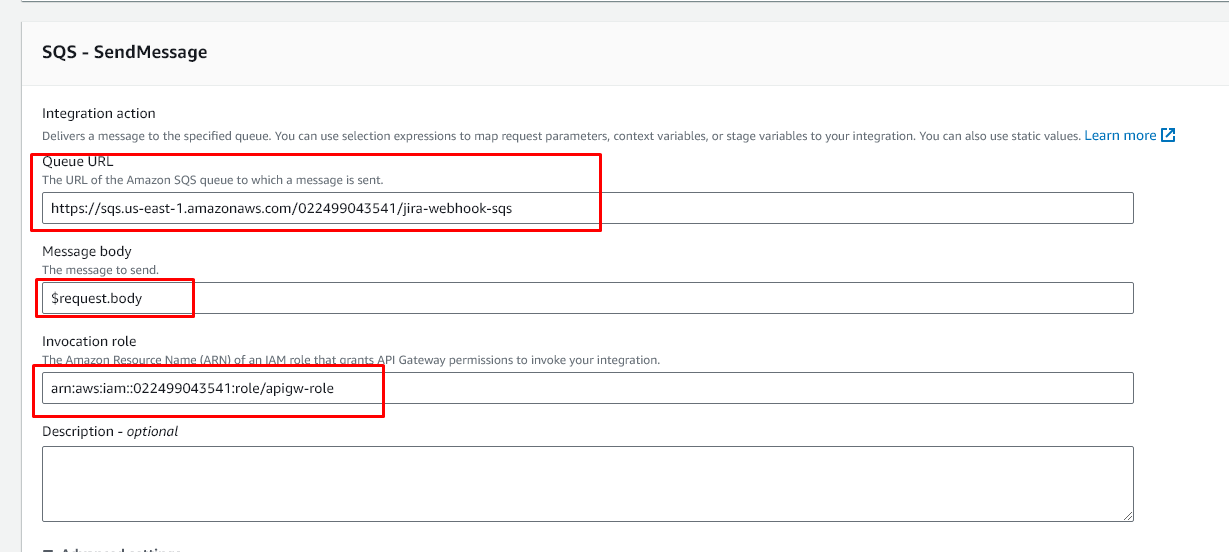 SQS - SendMessage
Integration action
Delivers a message to the specified queue. You can use selection expressions to map request parameters, context variables, or stage variables to your integration. You can also use static values. Learn more
Queue URL
The URL of the Amazon SQS queue to which a message is sent.
https://sqs.us-east-1.amazonaws.com/022499043541/jira-webhook-sqs
Message body
The message to send.
$request.body
Invocation role
The Amazon Resource Name (ARN) of an IAM role that grants API Gateway permissions to invoke your integration.
arn:aws:iam::022499043541:role/apigw-role
Description - optional
Advanced settings